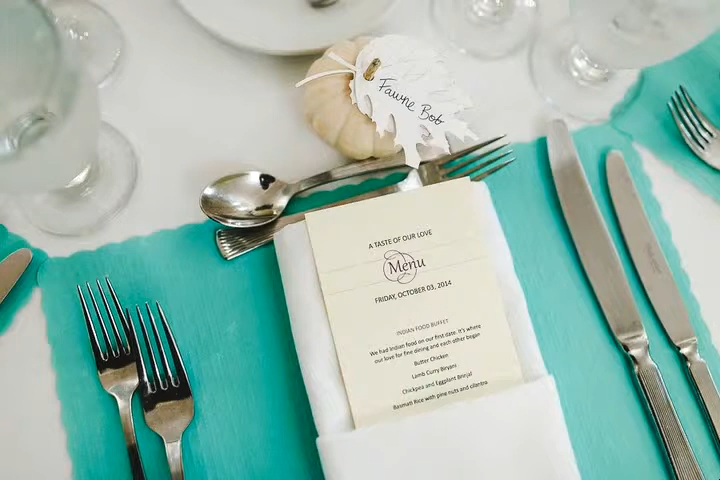 Fawne Bob
A TASTE OF OUR LOVE
Menu
FRIDAY, OCTOBER 03, 2014
INDIAN FOOD BUFFET
We had Indian food on our first date. It's where
our love for fine dining and each other began
Butter Chicken
Lamb Curry Biryani
Chickpea and Eggplant Brinjal
Basmati Rice with pine nuts and cilantro